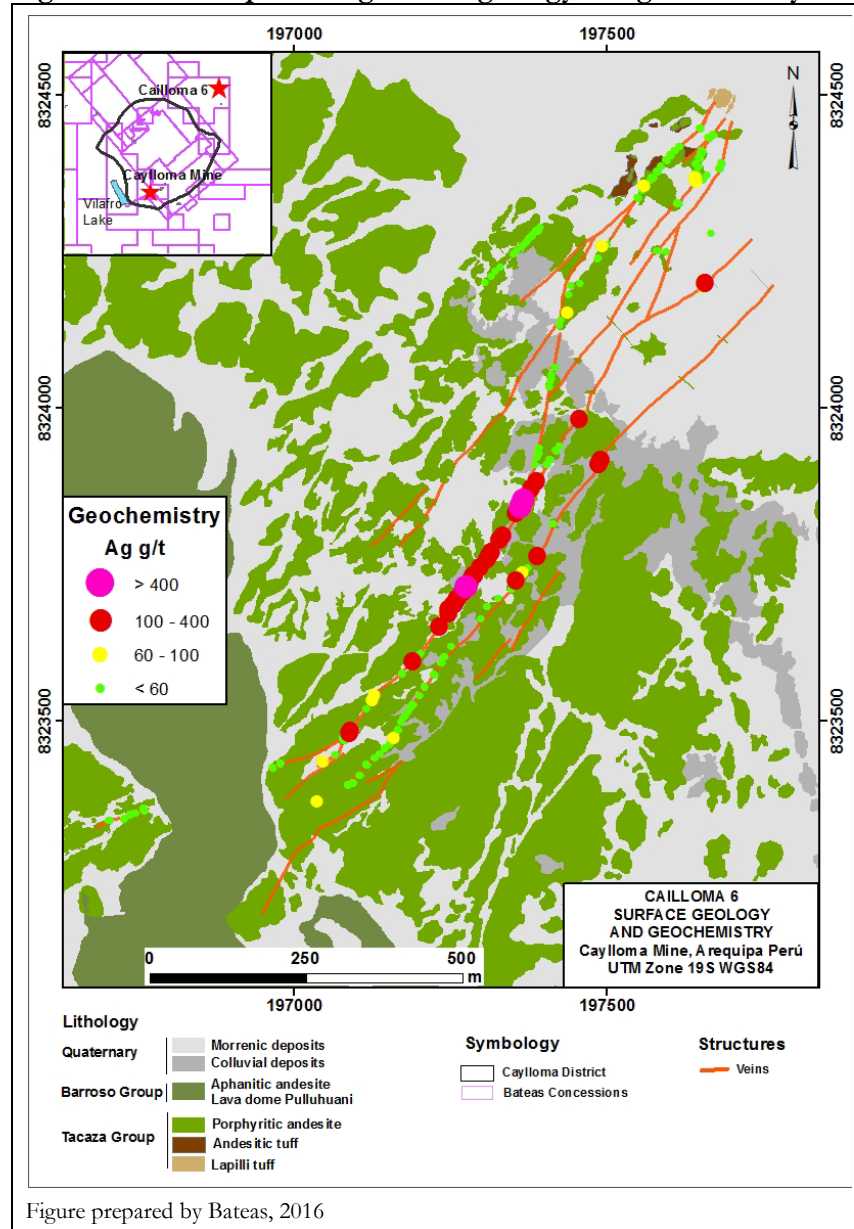 197000
197500
8324500
8324500
Cailloma 6
Caylloma Mine
Vilafro
Lake
N
8324000
8324000
Geochemistry
Ag g/t
> 400
100 - 400
60 - 100
< 60
8323500
8323500
CAILLOMA 6
SURFACE GEOLOGY
AND GEOCHEMISTRY
Caylloma Mine, Arequipa Perú
UTM Zone 19S WGS84
0 250 500
m
197000
197500
Lithology
Quaternary
Morrenic deposits
Colluvial deposits
Barroso Group
Aphanitic andesite
Lava dome Pulluhuani
Tacaza Group
Porphyritic andesite
Andesitic tuff
Lapilli tuff
Symbology
Caylloma District
Bateas Concessions
Structures
Veins
Figure prepared by Bateas, 2016